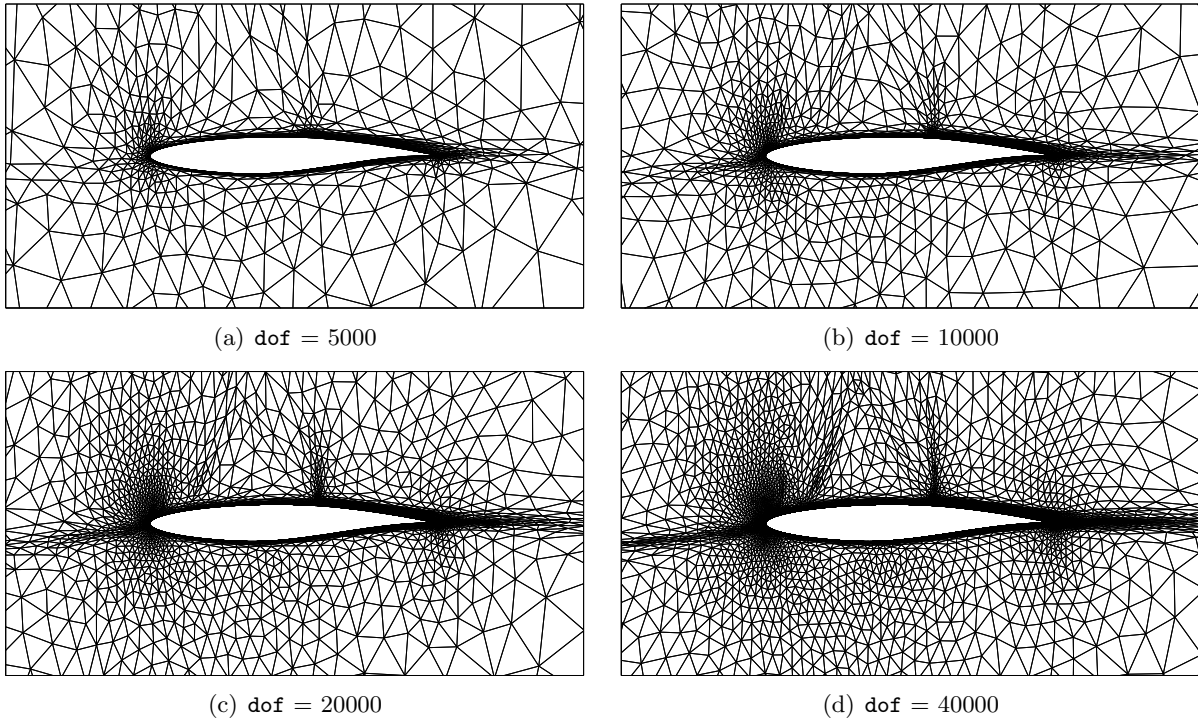 (a) dof = 5000
(b) dof = 10000
(c) dof = 20000
(d) dof = 40000